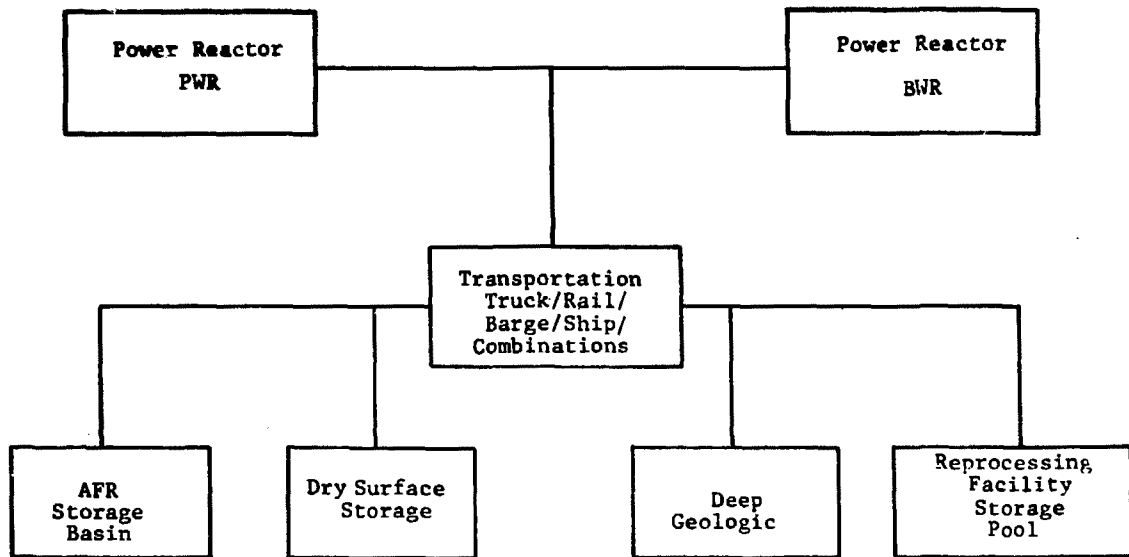 Power Reactor
PWR
Power Reactor
BWR
Transportation
Truck/Rail/
Barge/Ship/
Combinations
AFR
Storage
Basin
Dry Surface
Storage
Deep
Geologic
Reprocessing
Facility
Storage
Pool